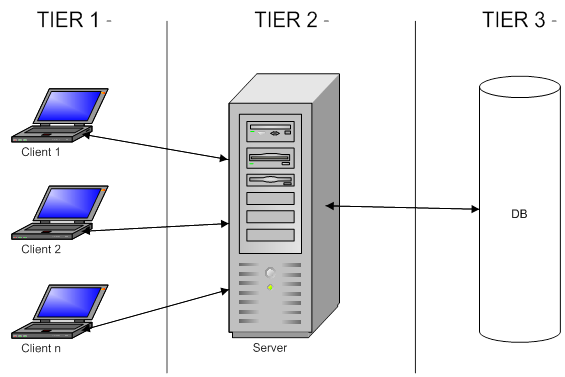 TIER 1 -
TIER 2 -
TIER 3 -
Client 1
Client 2
Client n
Server
DB